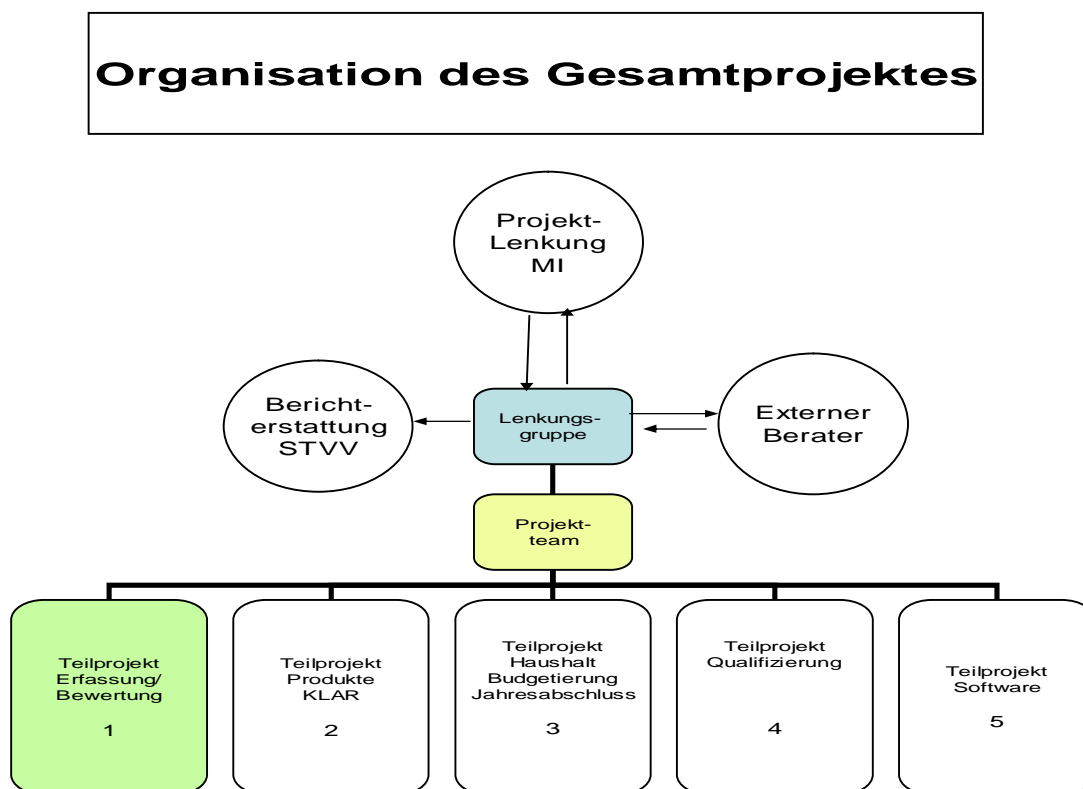 Organisation des Gesamtprojektes
Projekt-
Lenkung
MI
Bericht-
erstattung
STVV
Lenkungs-
gruppe
Externer
Berater
Projekt-
team
Teilprojekt
Erfassung/
Bewertung
1
Teilprojekt
Produkte
KLAR
2
Teilprojekt
Haushalt
Budgetierung
Jahresabschluss
3
Teilprojekt
Qualifizierung
4
Teilprojekt
Software
5